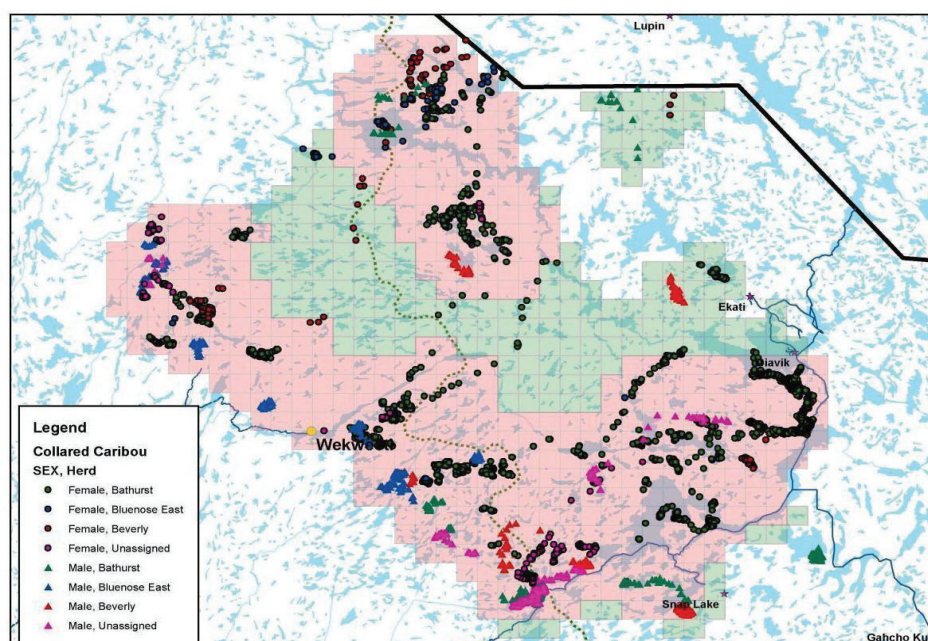 Lupin
Ekati
Diavik
Wekweètì
Legend
Collared Caribou
SEX, Herd
Female, Bathurst
Female, Bluenose East
Female, Beverly
Female, Unassigned
Male, Bathurst
Male, Bluenose East
Male, Beverly
Male, Unassigned
Snap Lake
Gahcho Ku